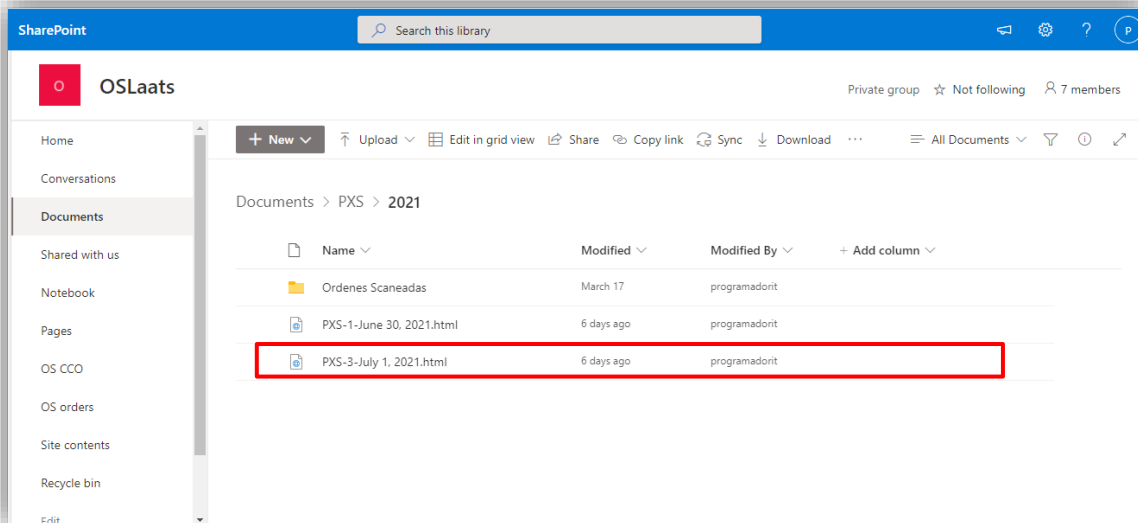 SharePoint
Search this library
?
P
O
OSLaats
Private group
Not following
7 members
Home
Conversations
Documents
Shared with us
Notebook
Pages
OS CCO
OS orders
Site contents
Recycle bin
Edit
+ New
Upload
Edit in grid view
Share
Copy link
Sync
Download
...
All Documents
Documents > PXS > 2021
Name Modified Modified By + Add column
Ordenes Scaneadas March 17 programadorit
PXS-1-June 30, 2021.html 6 days ago programadorit
PXS-3-July 1, 2021.html 6 days ago programadorit